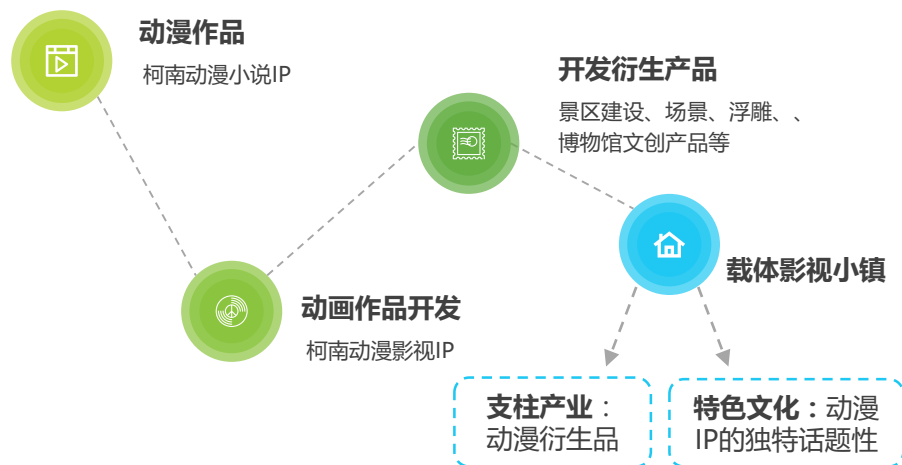 动漫作品
柯南动漫小说IP
开发衍生产品
景区建设、场景、浮雕、、
博物馆文创产品等
载体影视小镇
动画作品开发
柯南动漫影视IP
支柱产业：
动漫衍生品
特色文化：动漫
IP的独特话题性